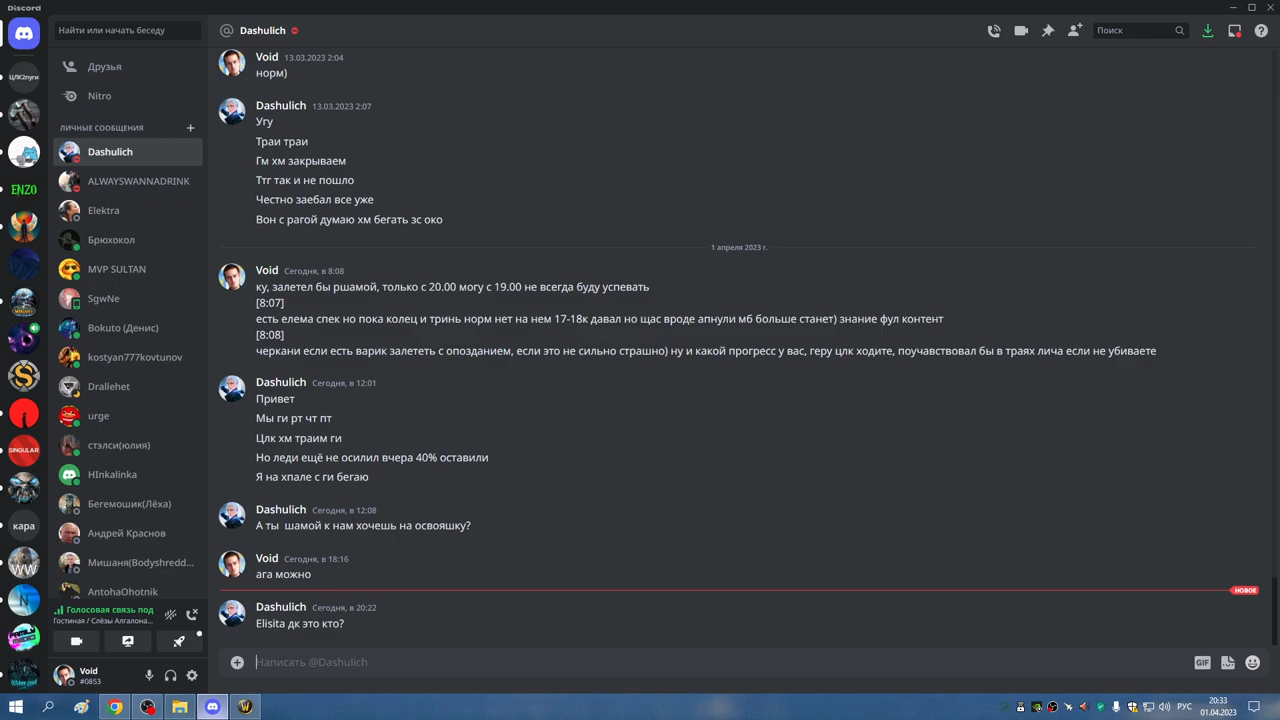 Discord
Найти или начать беседу
Dashulich
Поиск
Друзья
Nitro
ЛИЧНЫЕ СООБЩЕНИЯ
Dashulich
ALWAYSWANNADRINK
Elektra
Брюхокол
MVP SULTAN
SgwNe
Bokuto (Денис)
kostyan777kovtunov
Drallehet
urge
стэлси(юлия)
HInkalinka
Бегемошик(Лёха)
Андрей Краснов
Мишаня(Bodyshredd...
AntohaOhotnik
Голосовая связь под
Гостиная / Слёзы Алгалона...
Void
#0853
ЦЛК2пуги
ENZO
SINGULAR
кара
WW
Void 13.03.2023 2:04
норм)
Dashulich 13.03.2023 2:07
Угу
Траи траи
Гм хм закрываем
Ттг так и не пошло
Честно заебал все уже
Вон с рагой думаю хм бегать зс око
1 апреля 2023 г.
Void Сегодня, в 8:08
ку, залетел бы ршамой, только с 20.00 могу с 19.00 не всегда буду успевать
[8:07]
есть елема спек но пока колец и тринь норм нет на нем 17-18к давал но щас вроде апнули мб больше станет) знание фул контент
[8:08]
черкани если есть варик залететь с опозданием, если это не сильно страшно) ну и какой прогресс у вас, геру цлк ходите, поучавствовал бы в траях лича если не убиваете
Dashulich Сегодня, в 12:01
Привет
Мы ги рт чт пт
Цлк хм траим ги
Но леди ещё не осилил вчера 40% оставили
Я на хпале с ги бегаю
Dashulich Сегодня, в 12:08
А ты шамой к нам хочешь на освояшку?
Void Сегодня, в 18:16
ага можно
НОВОЕ
Dashulich Сегодня, в 20:22
Elisita дк это кто?
Написать @Dashulich
GIF
РУС
20:33
01.04.2023